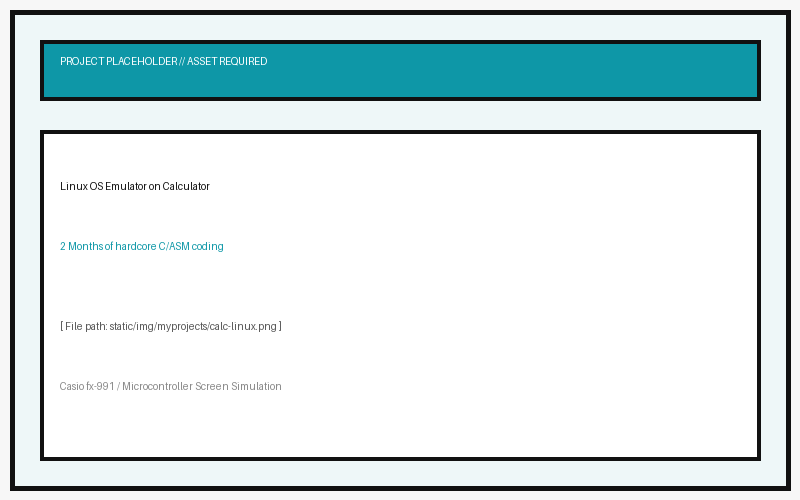 PROJECT PLACEHOLDER // ASSET REQUIRED
Linux OS Emulator on Calculator
2 Months of hardcore C/ASM coding
[ File path: static/img/myprojects/calc-linux.png ]
Casio fx-991 / Microcontroller Screen Simulation